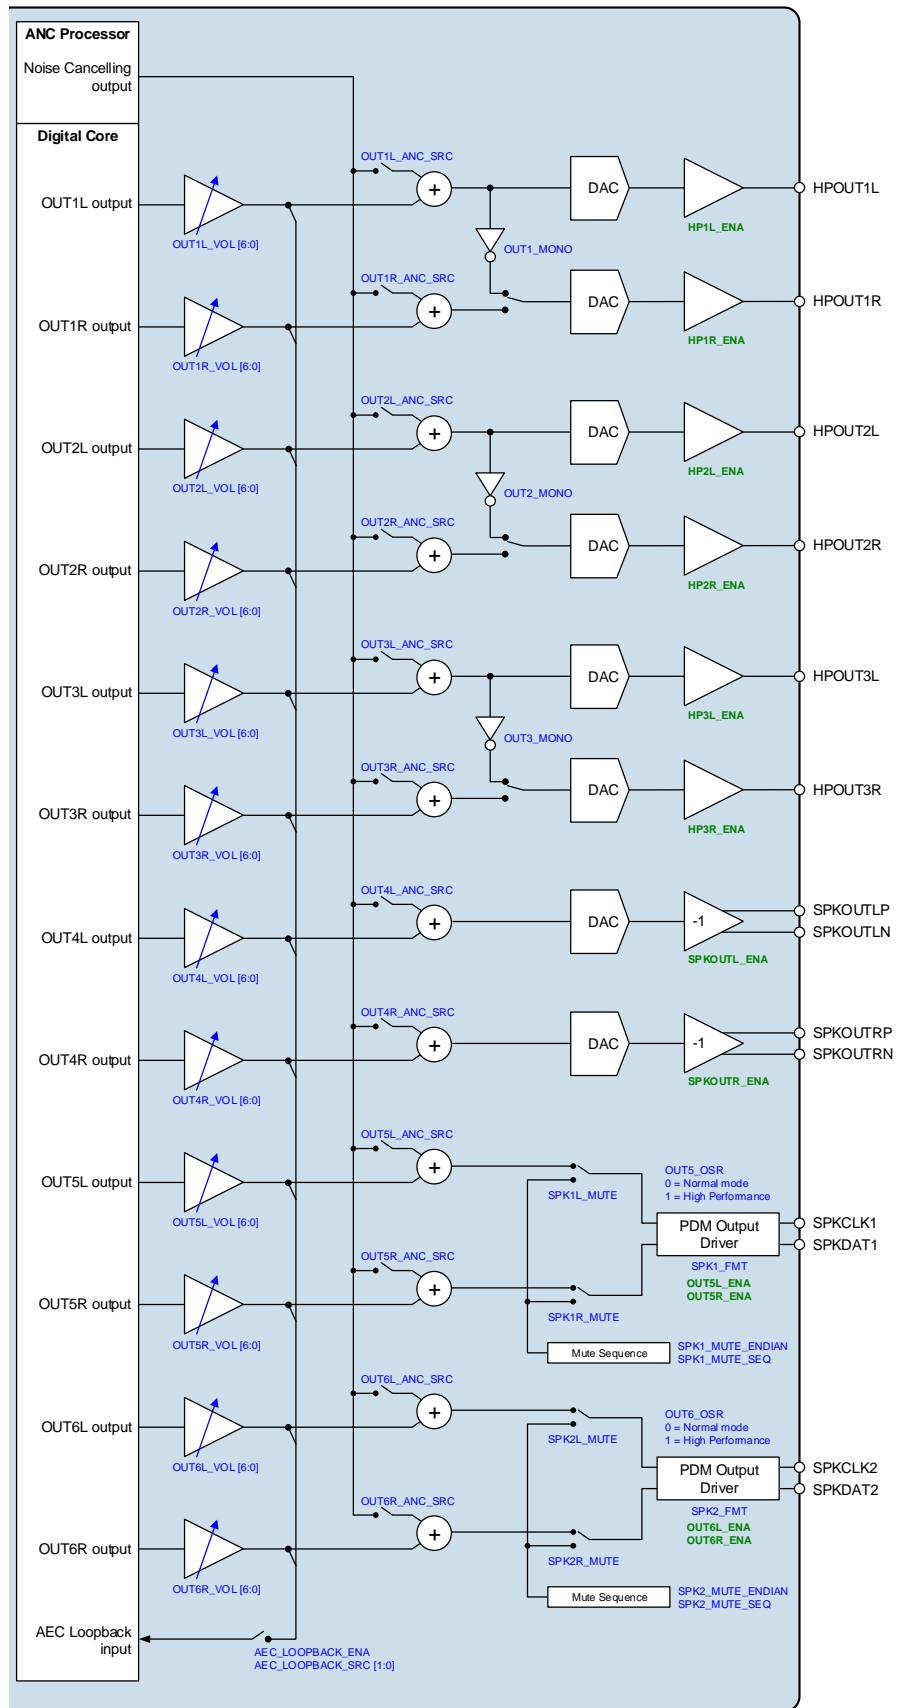 ANC Processor
Noise Cancelling
output
Digital Core
OUT1L_ANC_SRC
OUT1L output
DAC
HPOUT1L
OUT1L_VOL [6:0]
HP1L_ENA
OUT1_MONO
OUT1R_ANC_SRC
OUT1R output
DAC
HPOUT1R
OUT1R_VOL [6:0]
HP1R_ENA
OUT2L_ANC_SRC
OUT2L output
DAC
HPOUT2L
OUT2L_VOL [6:0]
HP2L_ENA
OUT2_MONO
OUT2R_ANC_SRC
OUT2R output
DAC
HPOUT2R
OUT2R_VOL [6:0]
HP2R_ENA
OUT3L_ANC_SRC
OUT3L output
DAC
HPOUT3L
OUT3L_VOL [6:0]
HP3L_ENA
OUT3_MONO
OUT3R_ANC_SRC
OUT3R output
DAC
HPOUT3R
OUT3R_VOL [6:0]
HP3R_ENA
OUT4L_ANC_SRC
OUT4L output
DAC
-1
SPKOUTLP
SPKOUTLN
OUT4L_VOL [6:0]
SPKOUTL_ENA
OUT4R_ANC_SRC
OUT4R output
DAC
-1
SPKOUTRP
SPKOUTRN
OUT4R_VOL [6:0]
SPKOUTR_ENA
OUT5L_ANC_SRC
OUT5L output
OUT5L_VOL [6:0]
SPK1L_MUTE
OUT5_OSR
0 = Normal mode
1 = High Performance
PDM Output
Driver
SPKCLK1
SPKDAT1
SPK1_FMT
OUT5L_ENA
OUT5R_ENA
OUT5R_ANC_SRC
OUT5R output
OUT5R_VOL [6:0]
SPK1R_MUTE
Mute Sequence
SPK1_MUTE_ENDIAN
SPK1_MUTE_SEQ
OUT6L_ANC_SRC
OUT6L output
OUT6L_VOL [6:0]
SPK2L_MUTE
OUT6_OSR
0 = Normal mode
1 = High Performance
PDM Output
Driver
SPKCLK2
SPKDAT2
SPK2_FMT
OUT6L_ENA
OUT6R_ENA
OUT6R_ANC_SRC
OUT6R output
OUT6R_VOL [6:0]
SPK2R_MUTE
Mute Sequence
SPK2_MUTE_ENDIAN
SPK2_MUTE_SEQ
AEC Loopback
input
AEC_LOOPBACK_ENA
AEC_LOOPBACK_SRC [1:0]